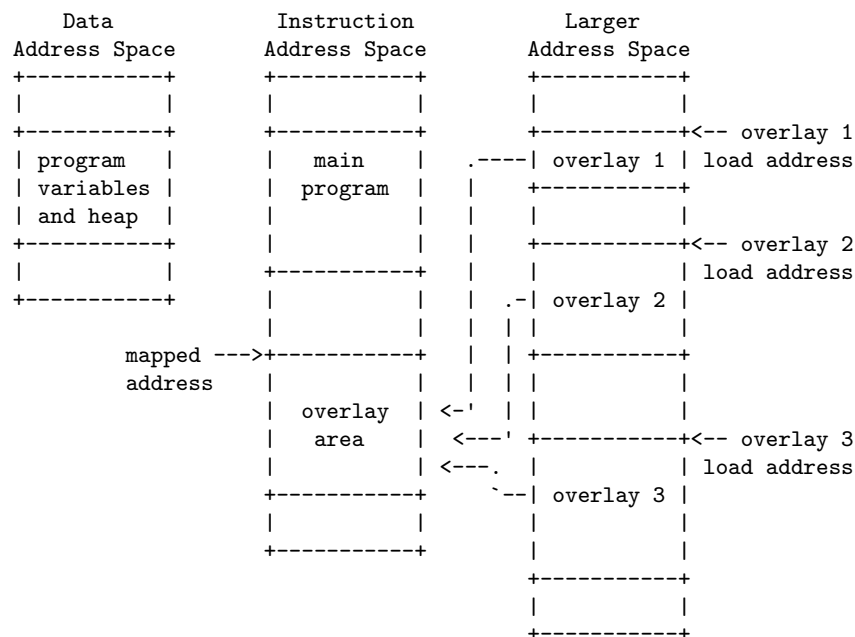 Data Instruction Larger
Address Space Address Space Address Space
+-----------+ +-----------+ +-----------+
| | | | | |
+-----------+ +-----------+ +-----------+<-- overlay 1
| program | | main | .----| overlay 1 | load address
| variables | | program | | +-----------+
| and heap | | | | | |
+-----------+ | | | +-----------+<-- overlay 2
| | +-----------+ | | | load address
+-----------+ | | | .-| overlay 2 |
| | | | | |
mapped --->+-----------+ | | +-----------+
address | | | | | |
| overlay | <-' | | |
| area | <---' +-----------+<-- overlay 3
| | <---. | | load address
+-----------+ `--| overlay 3 |
| | | |
+-----------+ | |
+-----------+
| |
+-----------+